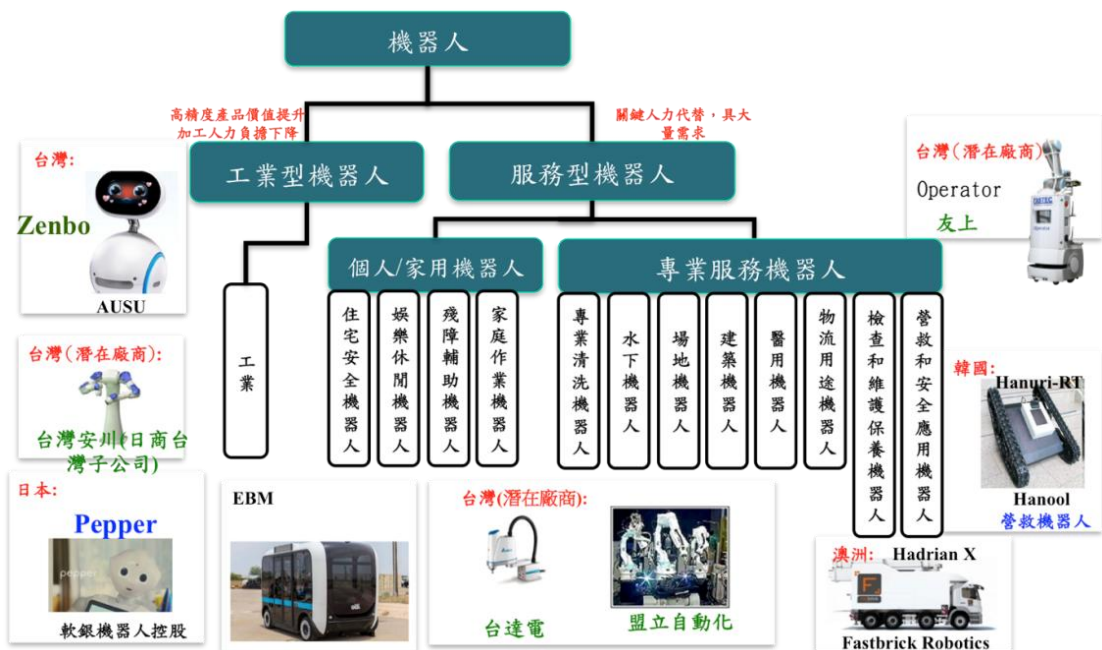 機器人
高精度產品價值提升
加工人力負擔下降
關鍵人力代替，具大
量需求
工業型機器人
服務型機器人
台灣:
Zenbo
AUSU
台灣(潛在廠商)
Operator
友上
個人/家用機器人
專業服務機器人
工業
住宅安全機器人
娛樂休閒機器人
殘障輔助機器人
家庭作業機器人
專業清洗機器人
水下機器人
場地機器人
建築機器人
醫用機器人
物流用途機器人
檢查和維護保養機器人
營救和安全應用機器人
台灣(潛在廠商):
台灣安川(日商台
灣子公司)
韓國:
Hanuri-RT
Hanool
營救機器人
日本:
Pepper
pepper
軟銀機器人控股
EBM
台灣(潛在廠商):
台達電
盟立自動化
澳洲: Hadrian X
Fastbrick Robotics